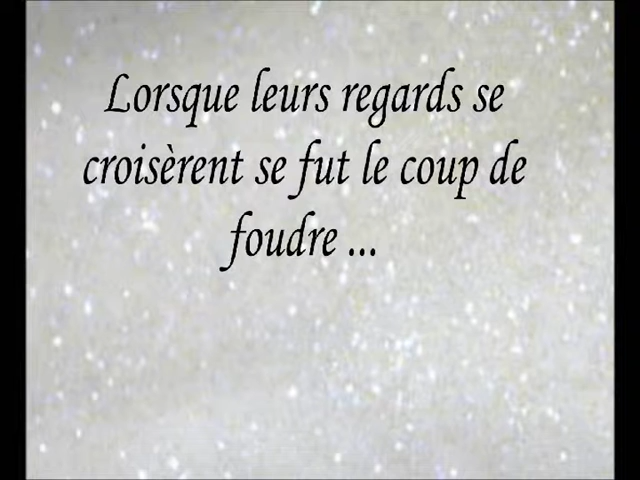 Lorsque leurs regards se
croisèrent se fut le coup de
foudre ...